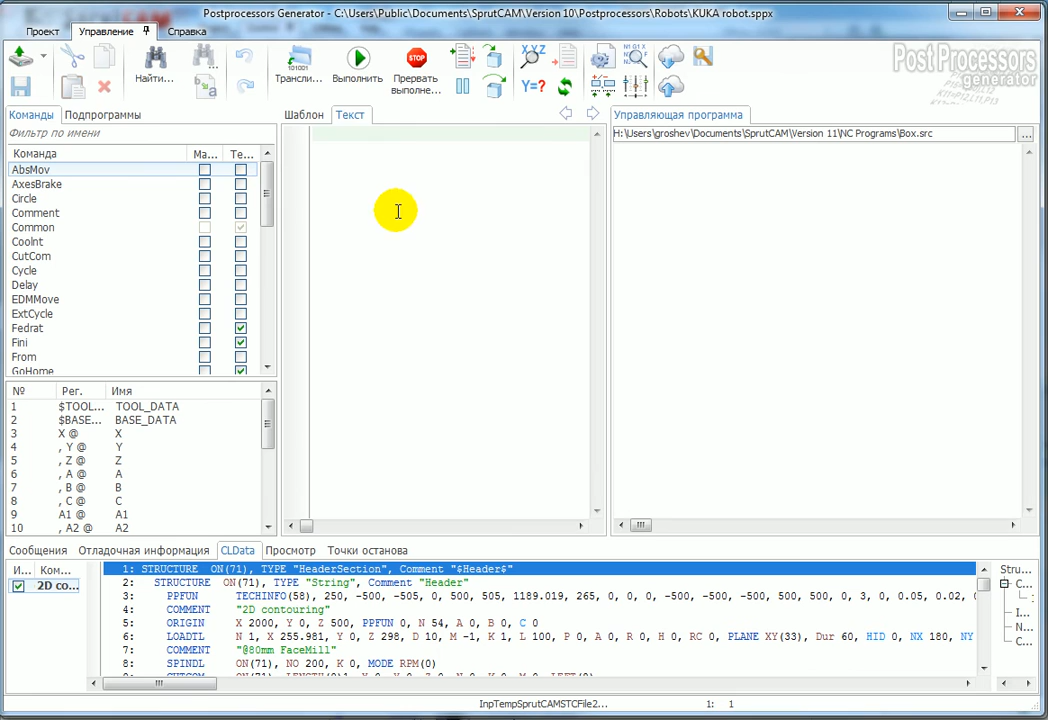 Postprocessors Generator - C:\Users\Public\Documents\SprutCAM\Version 10\Postprocessors\Robots\KUKA robot.sppx
Проект Управление Справка
Найти... Трансли... Выполнить Прервать выполне...
STOP
X,Y,Z
Y=?
Post Processors
generator
Команды Подпрограммы
Фильтр по имени
Команда Ма... Те...
AbsMov
AxesBrake
Circle
Comment
Common
Coolnt
CutCom
Cycle
Delay
EDMMove
ExtCycle
Fedrat
Fini
From
GoHome
№ Рег. Имя
1 $TOOL... TOOL_DATA
2 $BASE... BASE_DATA
3 X @ X
4 , Y @ Y
5 , Z @ Z
6 , A @ A
7 , B @ B
8 , C @ C
9 A1 @ A1
10 , A2 @ A2
Шаблон Текст
Управляющая программа
H:\Users\groshev\Documents\SprutCAM\Version 11\NC Programs\Box.src ...
Сообщения Отладочная информация CLData Просмотр Точки останова
И... Ком...
2D co...
1: STRUCTURE ON(71), TYPE "HeaderSection", Comment "$Header$"
2: STRUCTURE ON(71), TYPE "String", Comment "Header"
3: PPFUN TECHINFO(58), 250, -500, -505, 0, 500, 505, 1189.019, 265, 0, 0, 0, -500, -500, -500, 500, 500, 0, 3, 0, 0.05, 0.02,
4: COMMENT "2D contouring"
5: ORIGIN X 2000, Y 0, Z 500, PPFUN 0, N 54, A 0, B 0, C 0
6: LOADTL N 1, X 255.981, Y 0, Z 298, D 10, M -1, K 1, L 100, P 0, A 0, R 0, H 0, RC 0, PLANE XY(33), Dur 60, HID 0, NX 180, NY
7: COMMENT "@80mm FaceMill"
8: SPINDL ON(71), NO 200, K 0, MODE RPM(0)
Stru...
C...
I...
N...
C...
InpTempSprutCAMSTCFile2... 1: 1